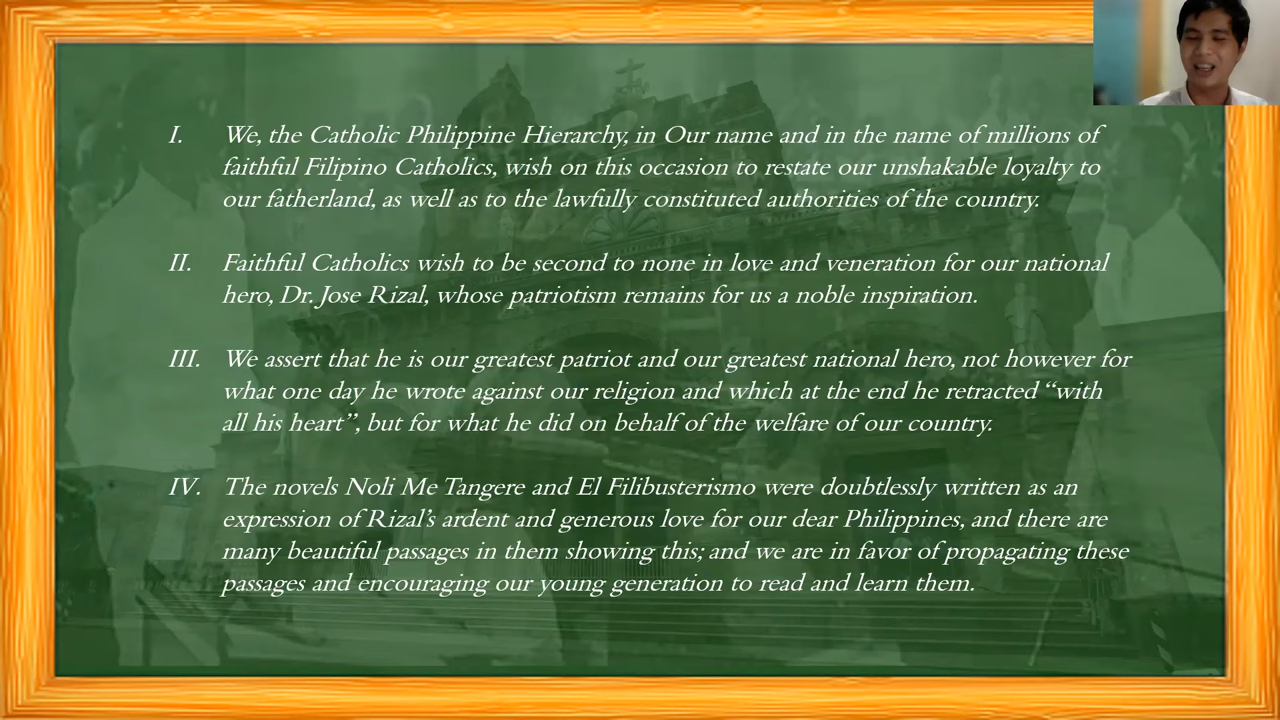 I. We, the Catholic Philippine Hierarchy, in Our name and in the name of millions of
faithful Filipino Catholics, wish on this occasion to restate our unshakable loyalty to
our fatherland, as well as to the lawfully constituted authorities of the country.
II. Faithful Catholics wish to be second to none in love and veneration for our national
hero, Dr. Jose Rizal, whose patriotism remains for us a noble inspiration.
III. We assert that he is our greatest patriot and our greatest national hero, not however for
what one day he wrote against our religion and which at the end he retracted “with
all his heart”, but for what he did on behalf of the welfare of our country.
IV. The novels Noli Me Tangere and El Filibusterismo were doubtlessly written as an
expression of Rizal’s ardent and generous love for our dear Philippines, and there are
many beautiful passages in them showing this; and we are in favor of propagating these
passages and encouraging our young generation to read and learn them.